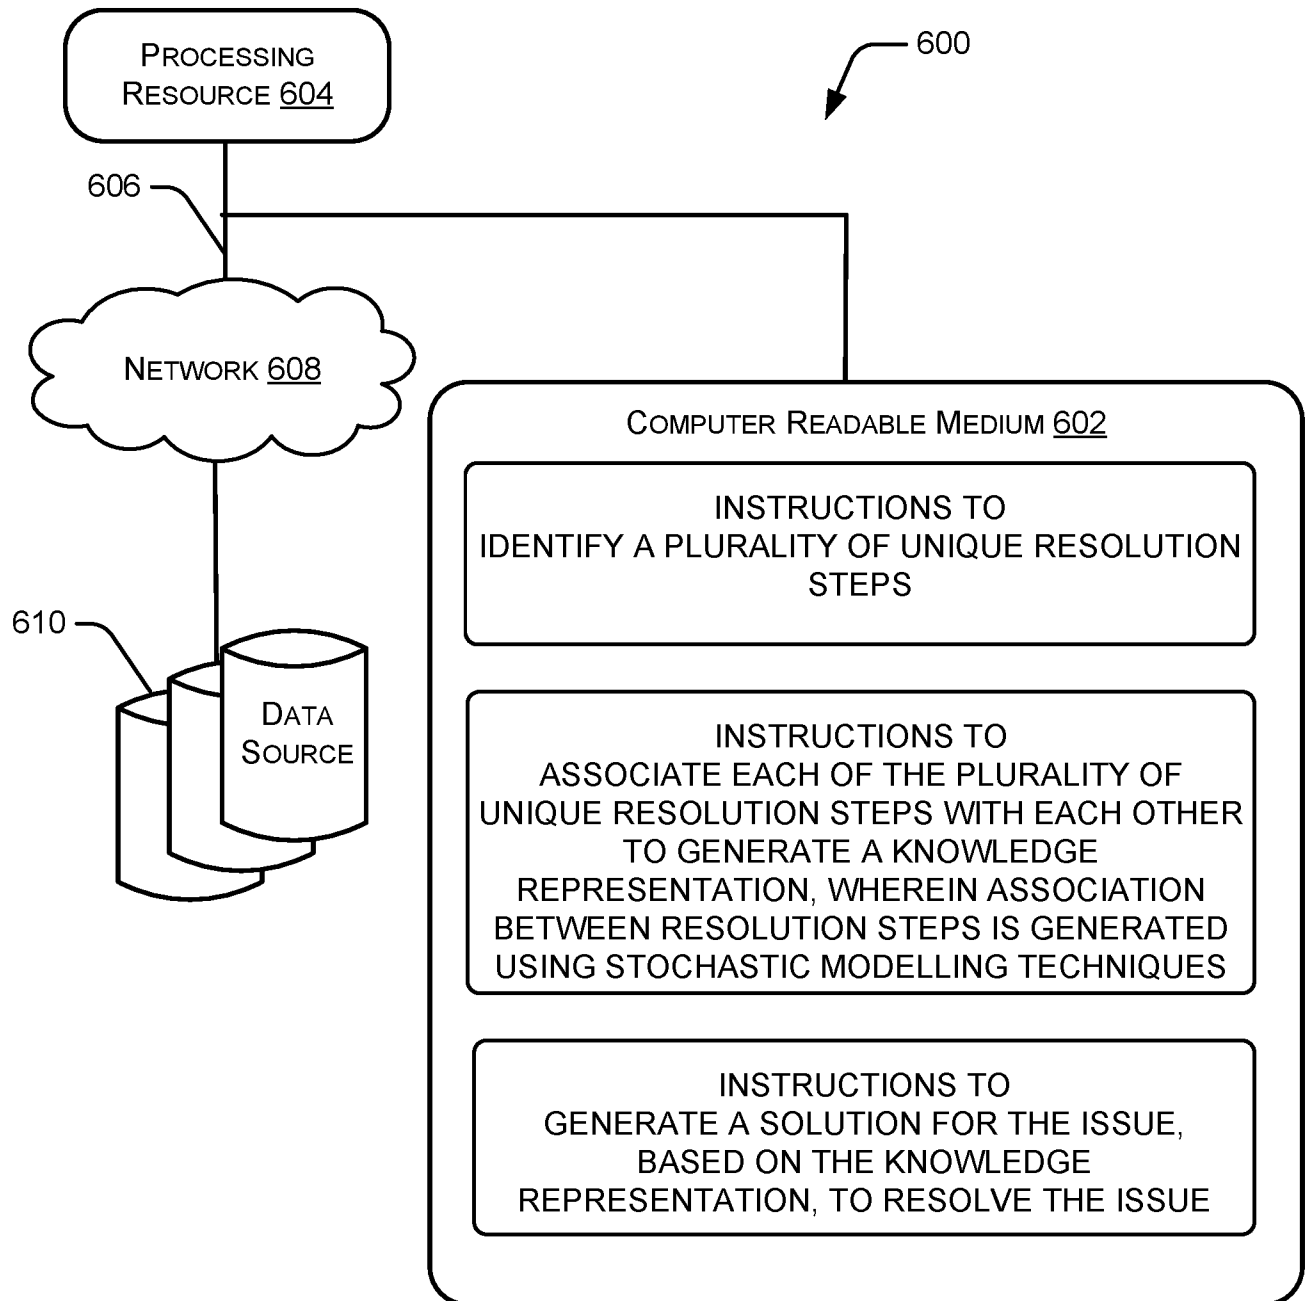 PROCESSING
RESOURCE 604
600
606
NETWORK 608
COMPUTER READABLE MEDIUM 602
INSTRUCTIONS TO
IDENTIFY A PLURALITY OF UNIQUE RESOLUTION
STEPS
610
DATA
SOURCE
INSTRUCTIONS TO
ASSOCIATE EACH OF THE PLURALITY OF
UNIQUE RESOLUTION STEPS WITH EACH OTHER
TO GENERATE A KNOWLEDGE
REPRESENTATION, WHEREIN ASSOCIATION
BETWEEN RESOLUTION STEPS IS GENERATED
USING STOCHASTIC MODELLING TECHNIQUES
INSTRUCTIONS TO
GENERATE A SOLUTION FOR THE ISSUE,
BASED ON THE KNOWLEDGE
REPRESENTATION, TO RESOLVE THE ISSUE